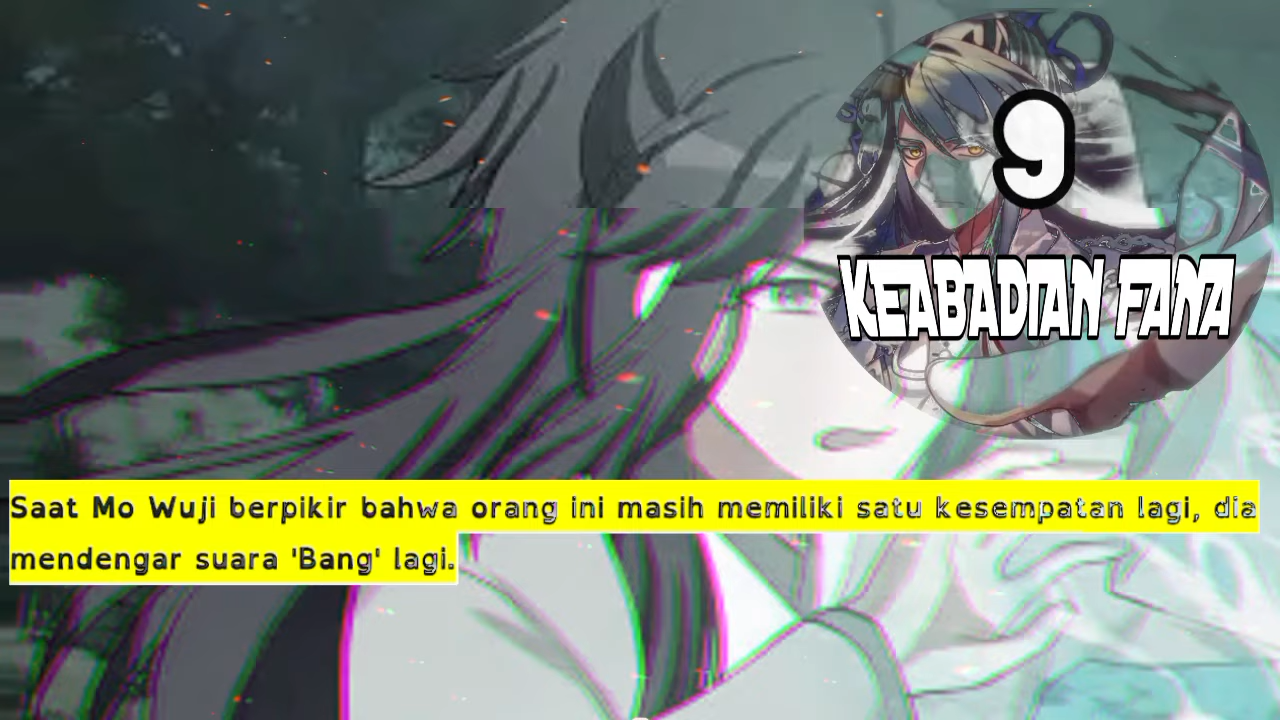 9
KEABADIAN FANA
Saat Mo Wuji berpikir bahwa orang ini masih memiliki satu kesempatan lagi, dia
mendengar suara 'Bang' lagi.